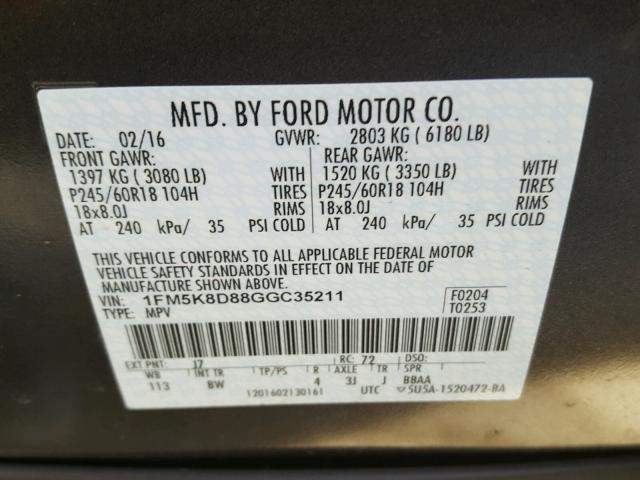 MFD. BY FORD MOTOR CO.
DATE: 02/16 GVWR: 2803 KG ( 6180 LB)
FRONT GAWR: REAR GAWR:
1397 KG ( 3080 LB) WITH 1520 KG ( 3350 LB) WITH
P245/60R18 104H TIRES P245/60R18 104H TIRES
18x8.0J RIMS 18x8.0J RIMS
AT 240 kPa/ 35 PSI COLD AT 240 kPa/ 35 PSI COLD
THIS VEHICLE CONFORMS TO ALL APPLICABLE FEDERAL MOTOR
VEHICLE SAFETY STANDARDS IN EFFECT ON THE DATE OF
MANUFACTURE SHOWN ABOVE.
VIN: 1FM5K8D88GGC35211 F0204
TYPE: MPV T0253
EXT PNT: J7 RC: 72 DSO:
WB INT TR TP/PS R AXLE TR SPR
113 BW 4 3J J BBAA
1201602130161 UTC 5U5A-1520472-BA